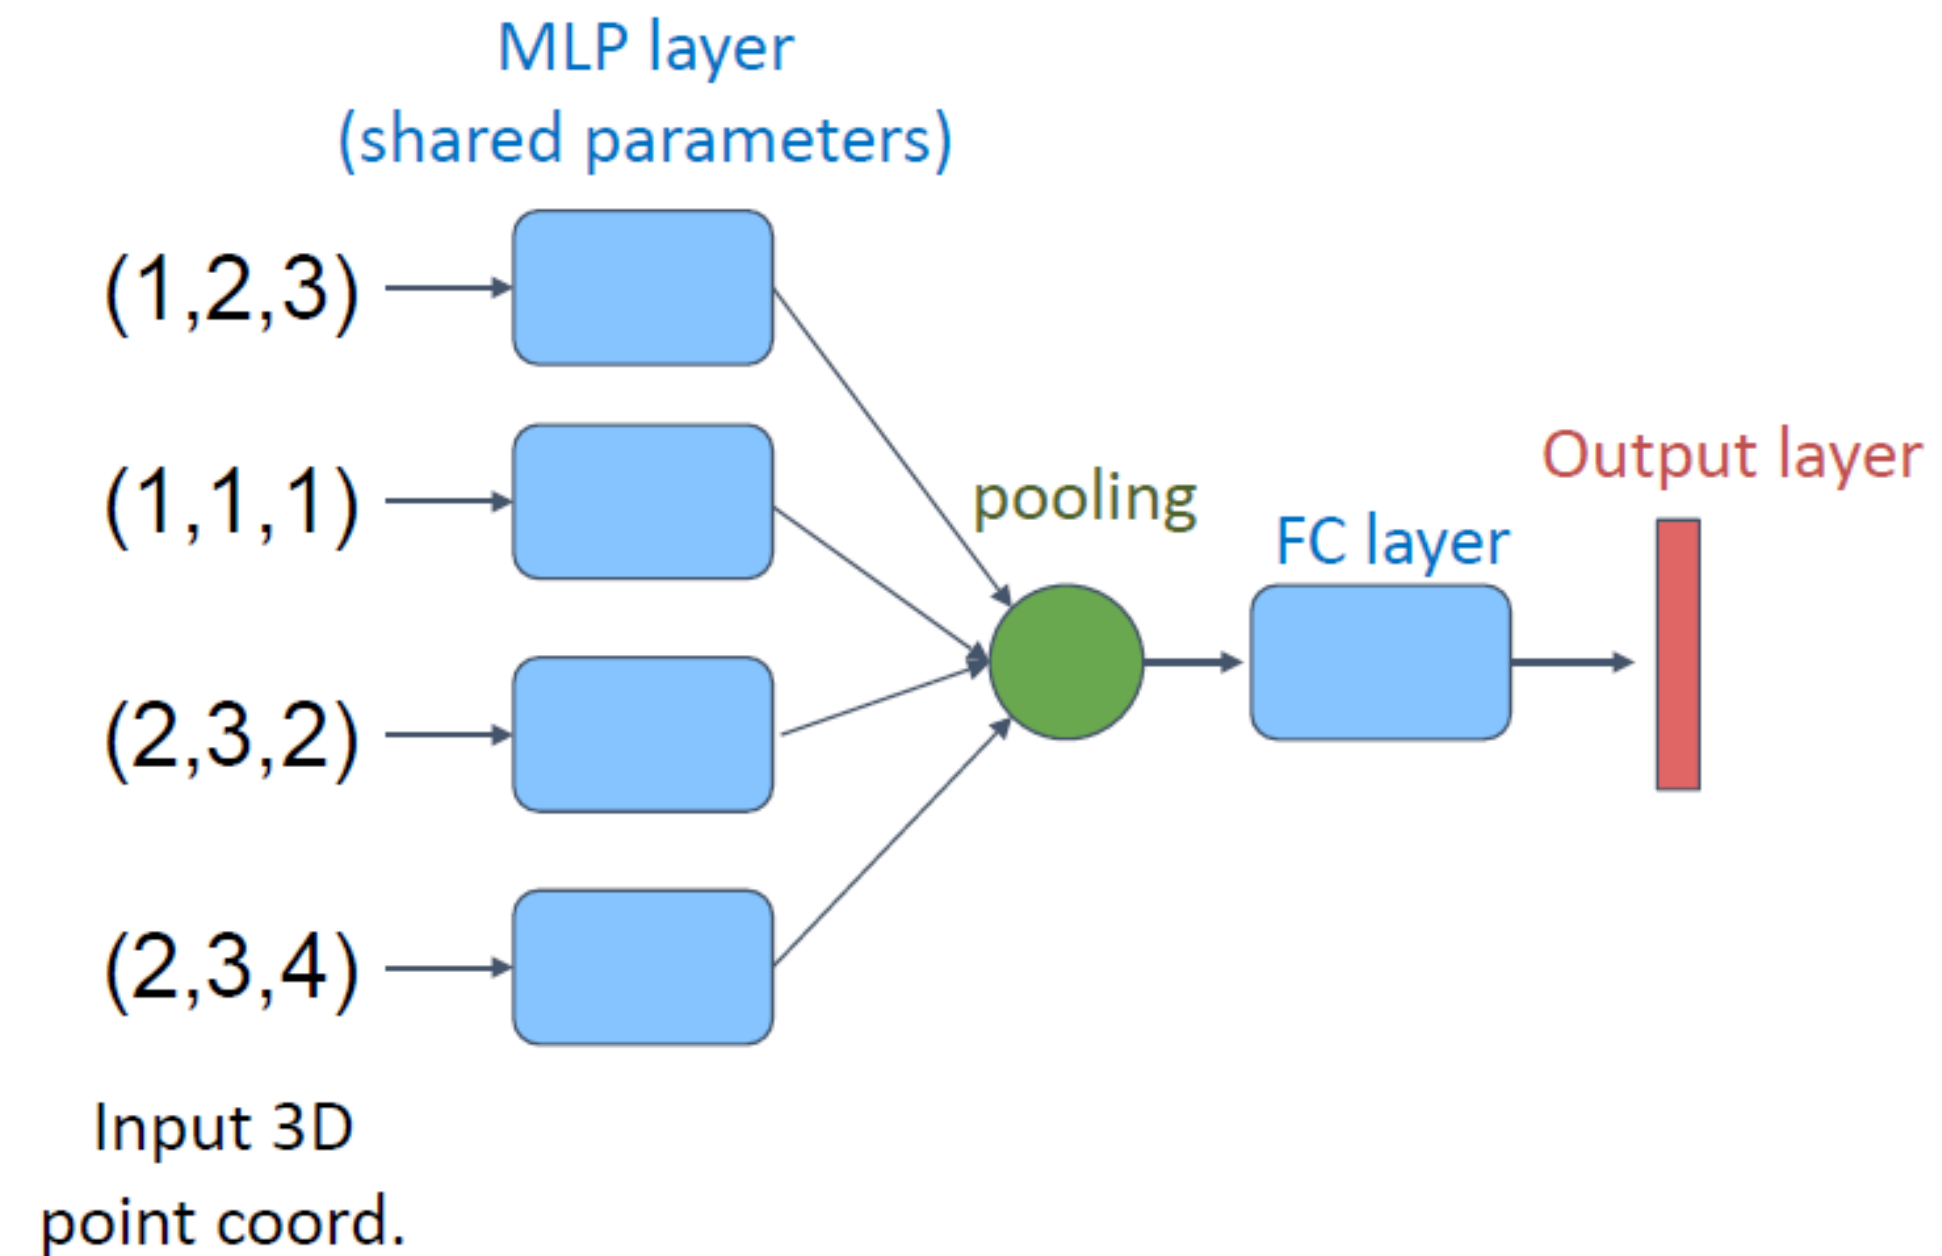 MLP layer
(shared parameters)
(1,2,3)
(1,1,1)
(2,3,2)
(2,3,4)
pooling
FC layer
Output layer
Input 3D
point coord.